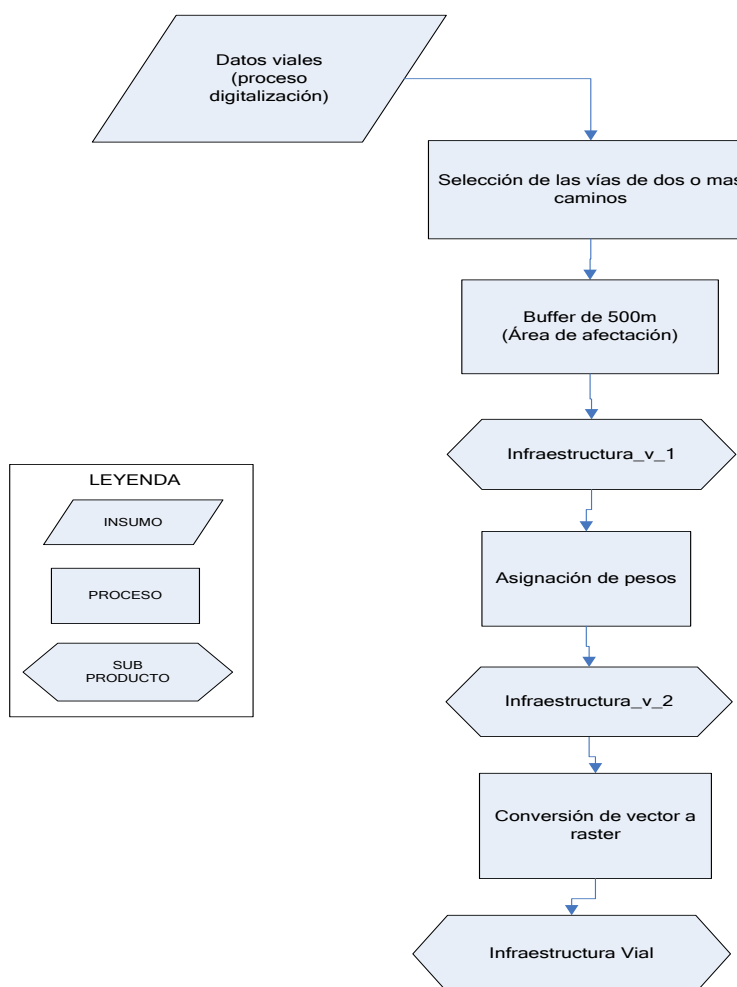 Datos viales
(proceso
digitalización)
Selección de las vías de dos o mas
caminos
Buffer de 500m
(Área de afectación)
Infraestructura_v_1
LEYENDA
INSUMO
PROCESO
SUB
PRODUCTO
Asignación de pesos
Infraestructura_v_2
Conversión de vector a
raster
Infraestructura Vial